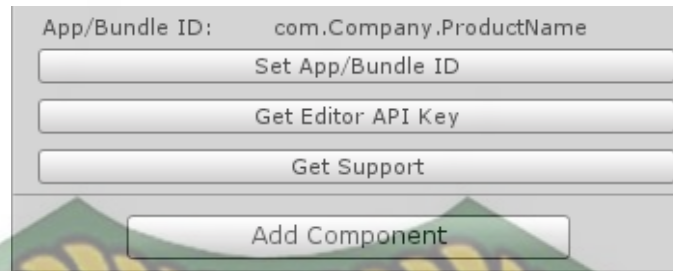 App/Bundle ID: com.Company.ProductName
Set App/Bundle ID
Get Editor API Key
Get Support
Add Component